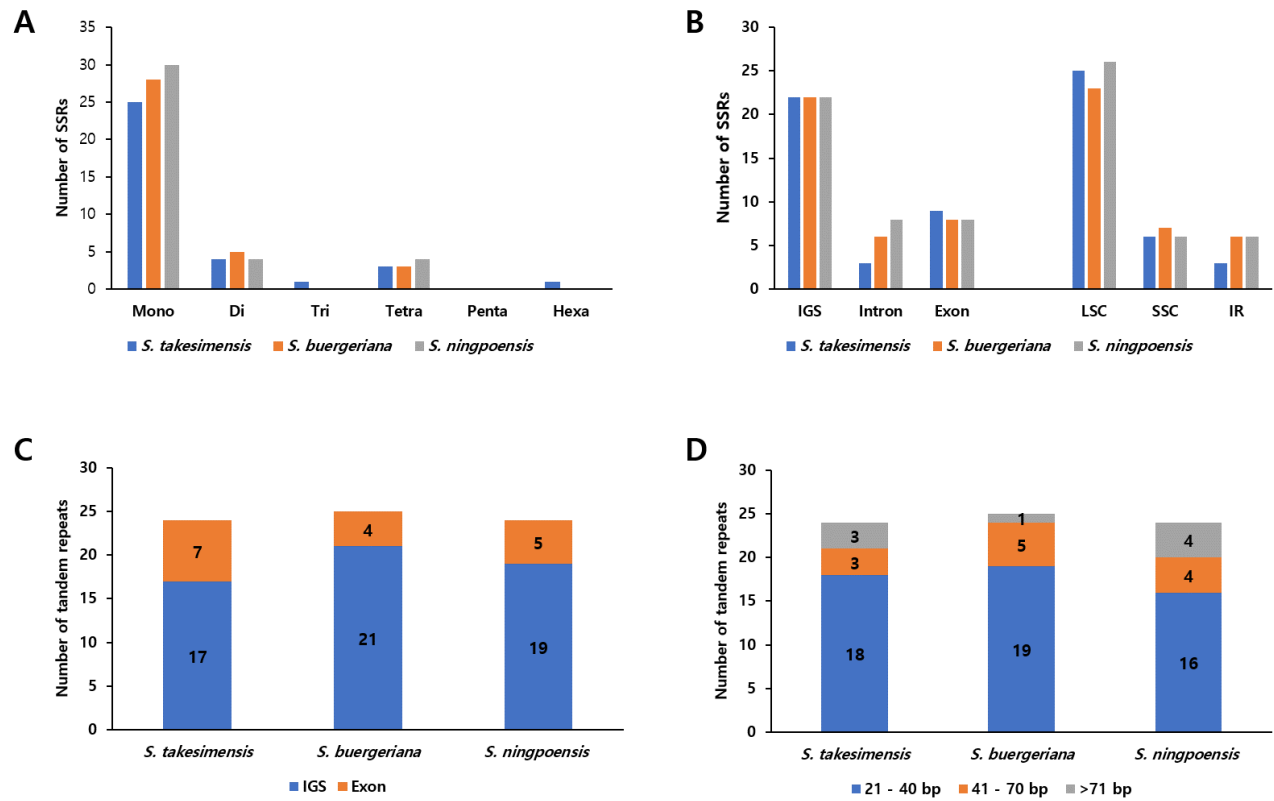 A
Number of SSRs
35
30
25
20
15
10
5
0
Mono Di Tri Tetra Penta Hexa
S. takesimensis S. buergeriana S. ningpoensis
B
Number of SSRs
30
25
20
15
10
5
0
IGS Intron Exon LSC SSC IR
S. takesimensis S. buergeriana S. ningpoensis
C
Number of tandem repeats
30
25
20
15
10
5
0
7 4 5
17 21 19
S. takesimensis S. buergeriana S. ningpoensis
IGS Exon
D
Number of tandem repeats
30
25
20
15
10
5
0
3 1 4
3 5 4
18 19 16
S. takesimensis S. buergeriana S. ningpoensis
21 - 40 bp 41 - 70 bp >71 bp